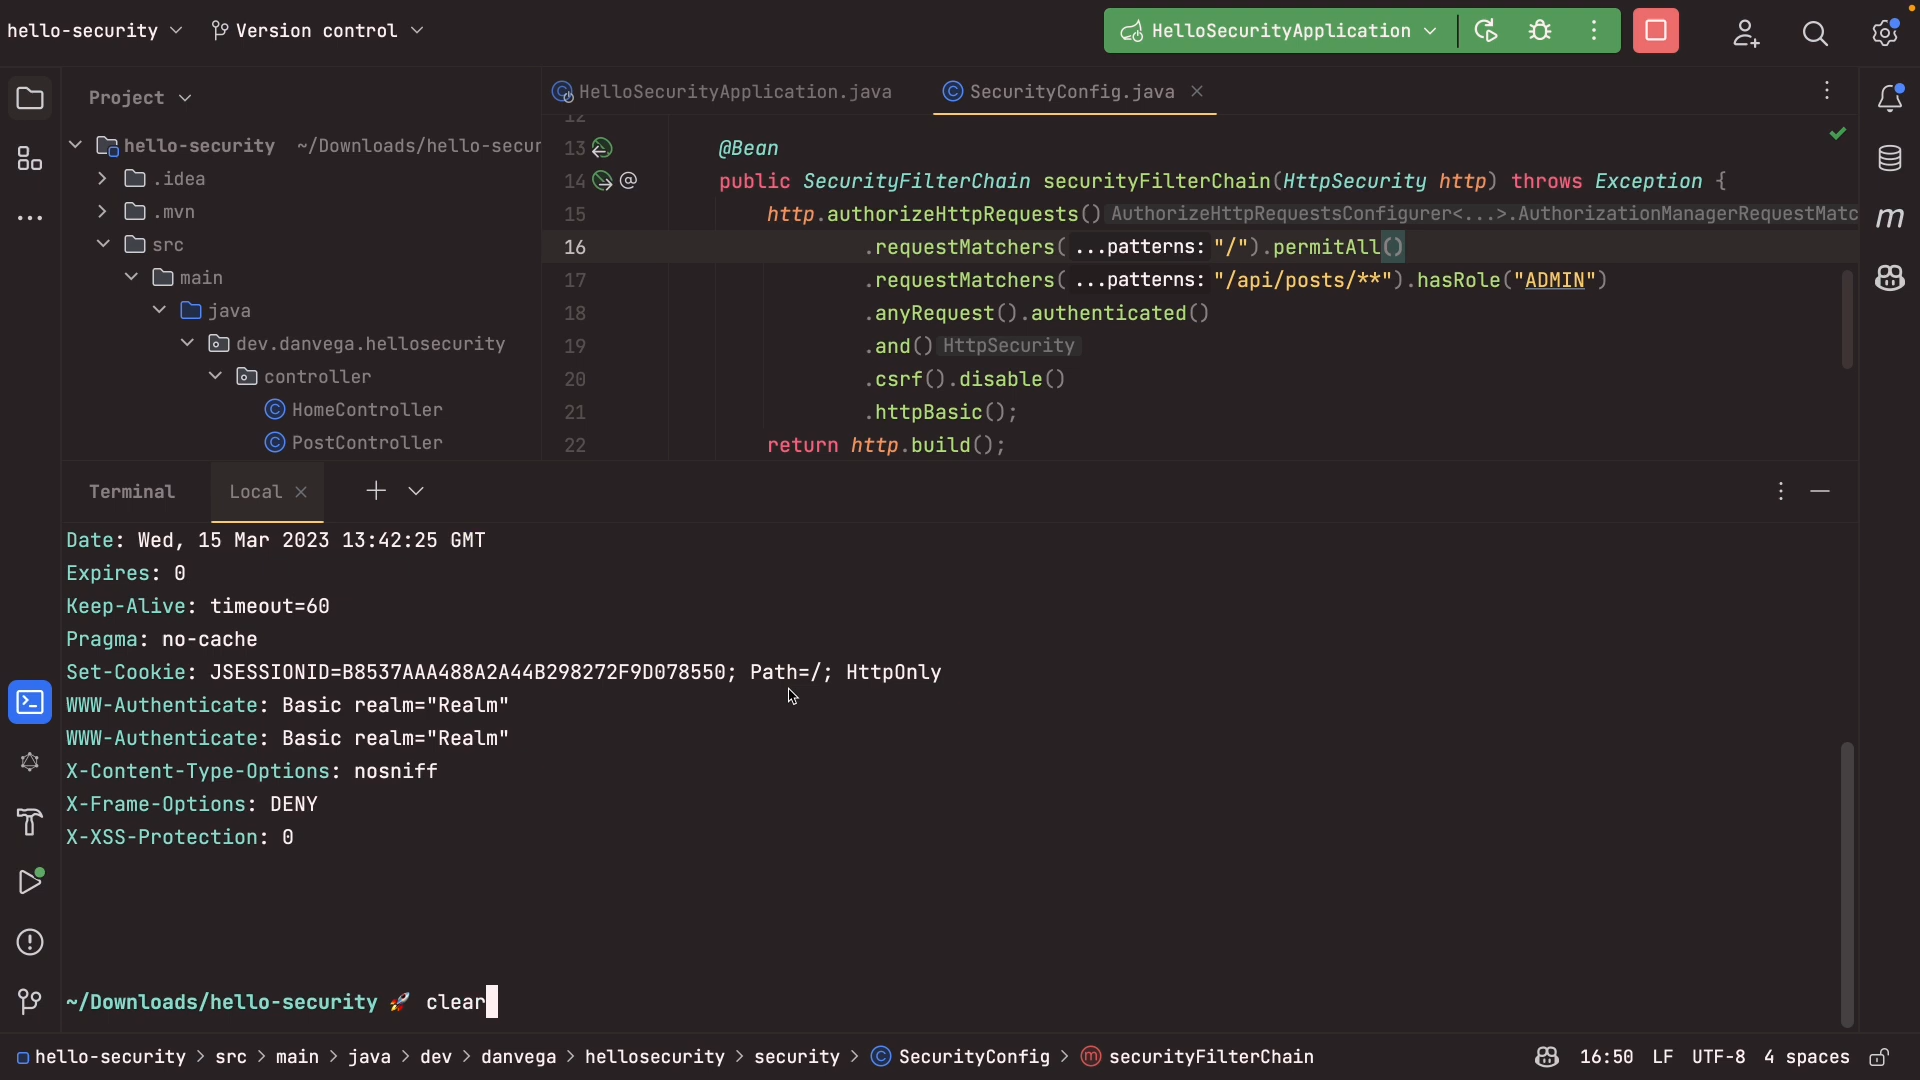 hello-security
Version control
HelloSecurityApplication
Project
HelloSecurityApplication.java
SecurityConfig.java
hello-security ~/Downloads/hello-secur
.idea
.mvn
src
main
java
dev.danvega.hellosecurity
controller
HomeController
PostController
12
13 @Bean
14 @ public SecurityFilterChain securityFilterChain(HttpSecurity http) throws Exception {
15 http.authorizeHttpRequests() AuthorizeHttpRequestsConfigurer<...>.AuthorizationManagerRequestMatc
16 .requestMatchers( ...patterns: "/").permitAll()
17 .requestMatchers( ...patterns: "/api/posts/**").hasRole("ADMIN")
18 .anyRequest().authenticated()
19 .and() HttpSecurity
20 .csrf().disable()
21 .httpBasic();
22 return http.build();
Terminal
Local
Date: Wed, 15 Mar 2023 13:42:25 GMT
Expires: 0
Keep-Alive: timeout=60
Pragma: no-cache
Set-Cookie: JSESSIONID=B8537AAA488A2A44B298272F9D078550; Path=/; HttpOnly
WWW-Authenticate: Basic realm="Realm"
WWW-Authenticate: Basic realm="Realm"
X-Content-Type-Options: nosniff
X-Frame-Options: DENY
X-XSS-Protection: 0
~/Downloads/hello-security 🚀 clear
hello-security > src > main > java > dev > danvega > hellosecurity > security > SecurityConfig > securityFilterChain
16:50 LF UTF-8 4 spaces